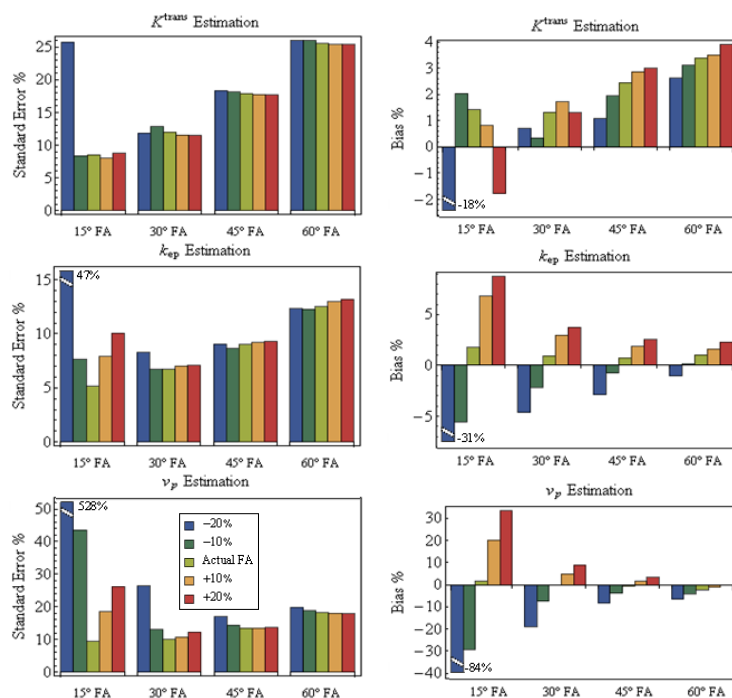 K^trans Estimation
Standard Error %
25
20
15
10
5
0
15° FA 30° FA 45° FA 60° FA
K^trans Estimation
Bias %
4
3
2
1
0
−1
−2
-18%
15° FA 30° FA 45° FA 60° FA
k_ep Estimation
Standard Error %
15
10
5
0
47%
15° FA 30° FA 45° FA 60° FA
k_ep Estimation
Bias %
5
0
−5
-31%
15° FA 30° FA 45° FA 60° FA
v_p Estimation
Standard Error %
50
40
30
20
10
0
528%
−20%
−10%
Actual FA
+10%
+20%
15° FA 30° FA 45° FA 60° FA
v_p Estimation
Bias %
30
20
10
0
−10
−20
−30
−40
-84%
15° FA 30° FA 45° FA 60° FA